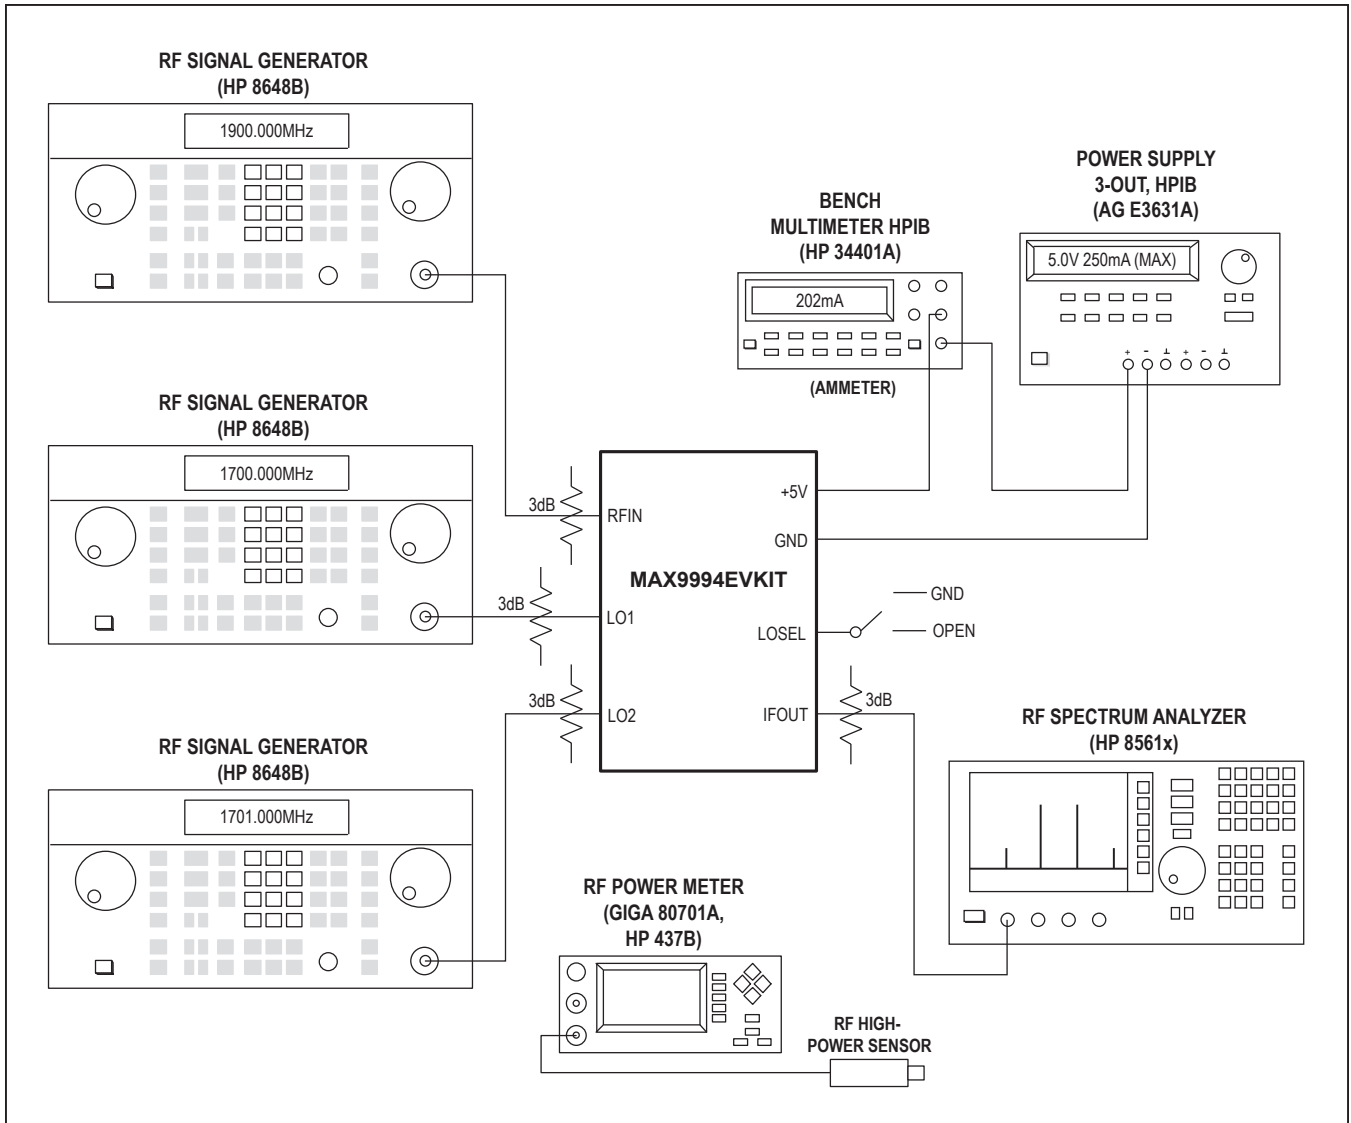 RF SIGNAL GENERATOR
(HP 8648B)
1900.000MHz
POWER SUPPLY
3-OUT, HPIB
(AG E3631A)
5.0V 250mA (MAX)
+ - ⊥ + - ⊥
BENCH
MULTIMETER HPIB
(HP 34401A)
202mA
(AMMETER)
RF SIGNAL GENERATOR
(HP 8648B)
1700.000MHz
3dB
RFIN
+5V
GND
MAX9994EVKIT
3dB
LO1
LOSEL
GND
OPEN
3dB
LO2
IFOUT
3dB
RF SIGNAL GENERATOR
(HP 8648B)
1701.000MHz
RF SPECTRUM ANALYZER
(HP 8561x)
RF POWER METER
(GIGA 80701A,
HP 437B)
RF HIGH-
POWER SENSOR